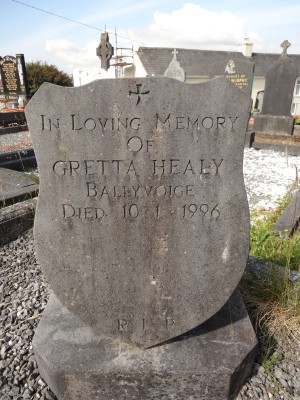 In Loving Memory
Of
GRETTA HEALY
Ballyvoige
Died 10.1.1996
R.I.P